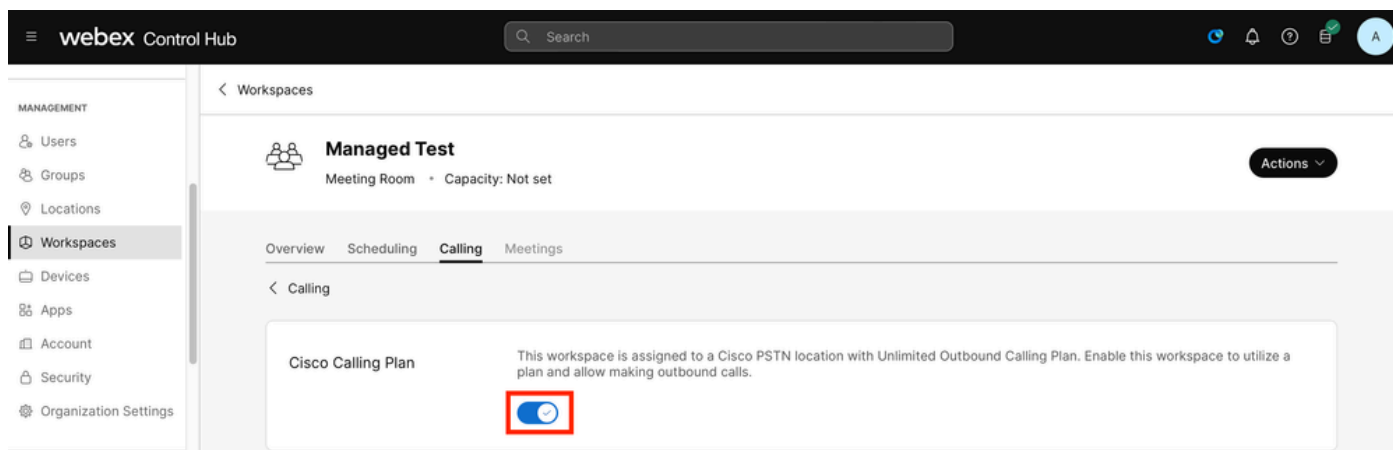 webex Control Hub
Search
A
MANAGEMENT
Users
Groups
Locations
Workspaces
Devices
Apps
Account
Security
Organization Settings
Workspaces
Managed Test
Meeting Room • Capacity: Not set
Actions
Overview Scheduling Calling Meetings
Calling
Cisco Calling Plan
This workspace is assigned to a Cisco PSTN location with Unlimited Outbound Calling Plan. Enable this workspace to utilize a
plan and allow making outbound calls.